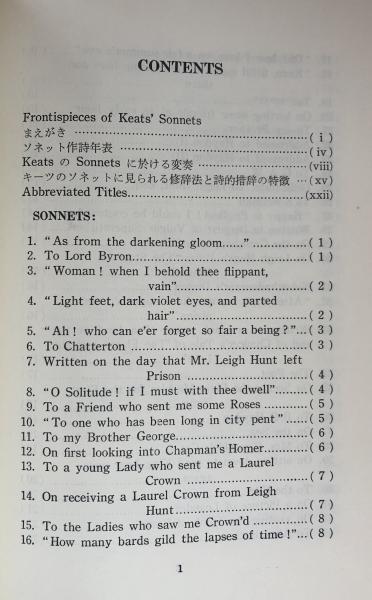 CONTENTS
Frontispieces of Keats' Sonnets
まえがき ……………………………………………( i )
ソネット作詩年表 ……………………………………( iv )
Keats の Sonnets に於ける変奏 ……………………(viii)
キーツのソネットに見られる修辞法と詩的措辞の特徴 …(xv)
Abbreviated Titles……………………………………(xxii)
SONNETS:
1. “As from the darkening gloom......” ……………( 1 )
2. To Lord Byron……………………………………( 1 )
3. “Woman! when I behold thee flippant,
vain”………………………………( 2 )
4. “Light feet, dark violet eyes, and parted
hair”………………………………( 2 )
5. “Ah! who can e'er forget so fair a being?”…( 3 )
6. To Chatterton ……………………………………( 3 )
7. Written on the day that Mr. Leigh Hunt left
Prison ……………………………( 4 )
8. “O Solitude! if I must with thee dwell”………( 4 )
9. To a Friend who sent me some Roses …………( 5 )
10. “To one who has been long in city pent” ……( 5 )
11. To my Brother George……………………………( 6 )
12. On first looking into Chapman's Homer…………( 6 )
13. To a young Lady who sent me a Laurel
Crown ……………………………( 7 )
14. On receiving a Laurel Crown from Leigh
Hunt………………………………( 7 )
15. To the Ladies who saw me Crown'd ……………( 8 )
16. “How many bards gild the lapses of time!”…( 8 )
1